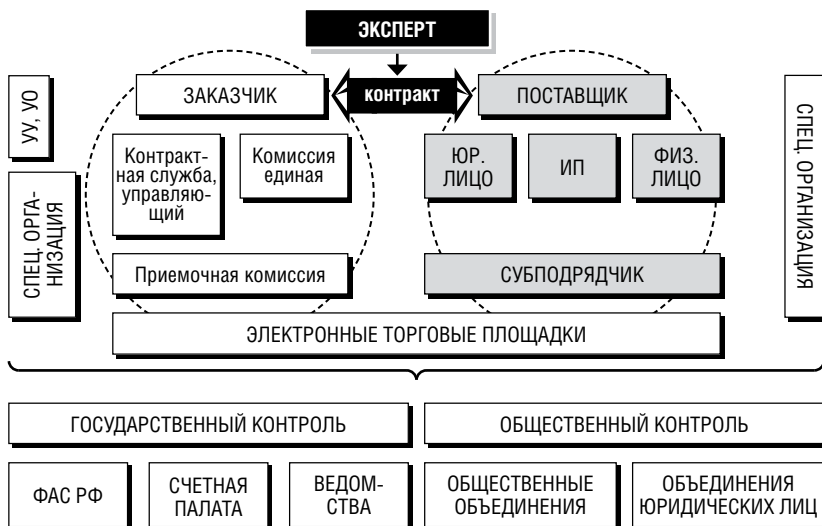 ЭКСПЕРТ
УУ, УО
ЗАКАЗЧИК
контракт
ПОСТАВЩИК
СПЕЦ. ОРГАНИЗАЦИЯ
Контракт-
ная служба,
управляю-
щий
Комиссия
единая
ЮР.
ЛИЦО
ИП
ФИЗ.
ЛИЦО
СПЕЦ. ОРГА-
НИЗАЦИЯ
Приемочная комиссия
СУБПОДРЯДЧИК
ЭЛЕКТРОННЫЕ ТОРГОВЫЕ ПЛОЩАДКИ
ГОСУДАРСТВЕННЫЙ КОНТРОЛЬ
ОБЩЕСТВЕННЫЙ КОНТРОЛЬ
ФАС РФ
СЧЕТНАЯ
ПАЛАТА
ВЕДОМ-
СТВА
ОБЩЕСТВЕННЫЕ
ОБЪЕДИНЕНИЯ
ОБЪЕДИНЕНИЯ
ЮРИДИЧЕСКИХ ЛИЦ